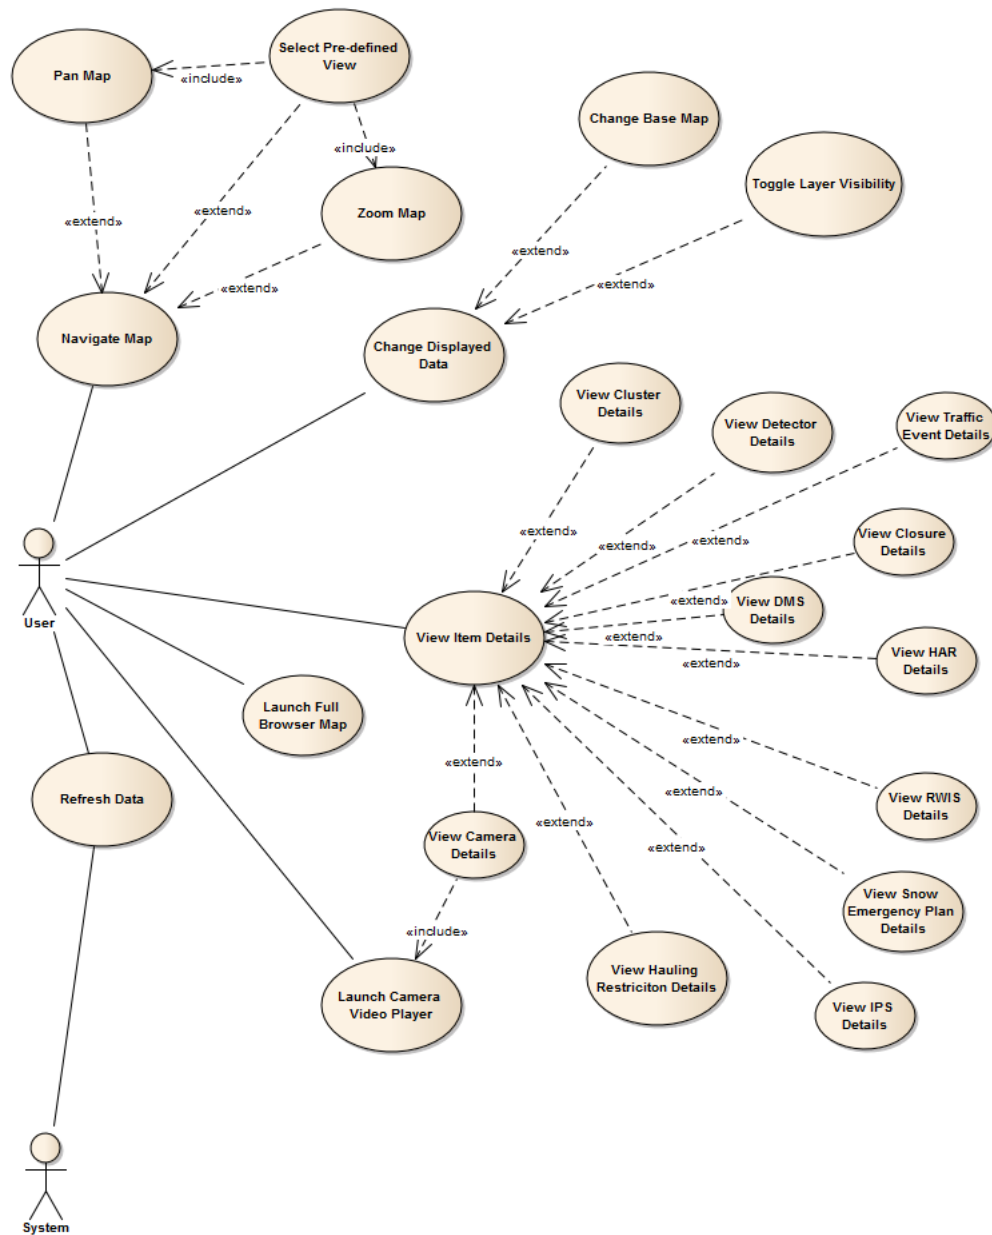 Select Pre-defined
View
Pan Map
«include»
Change Base Map
«include»
Toggle Layer Visibility
Zoom Map
«extend»
«extend»
«extend»
«extend»
«extend»
Navigate Map
Change Displayed
Data
View Cluster
Details
View Detector
Details
View Traffic
Event Details
«extend»
«extend»
«extend»
View Closure
Details
«extend»
View DMS
Details
User
View Item Details
View HAR
Details
«extend»
Launch Full
Browser Map
«extend»
«extend»
«extend»
Refresh Data
View RWIS
Details
«extend»
View Camera
Details
«extend»
View Snow
Emergency Plan
Details
«include»
View Hauling
Restriciton Details
Launch Camera
Video Player
View IPS
Details
System